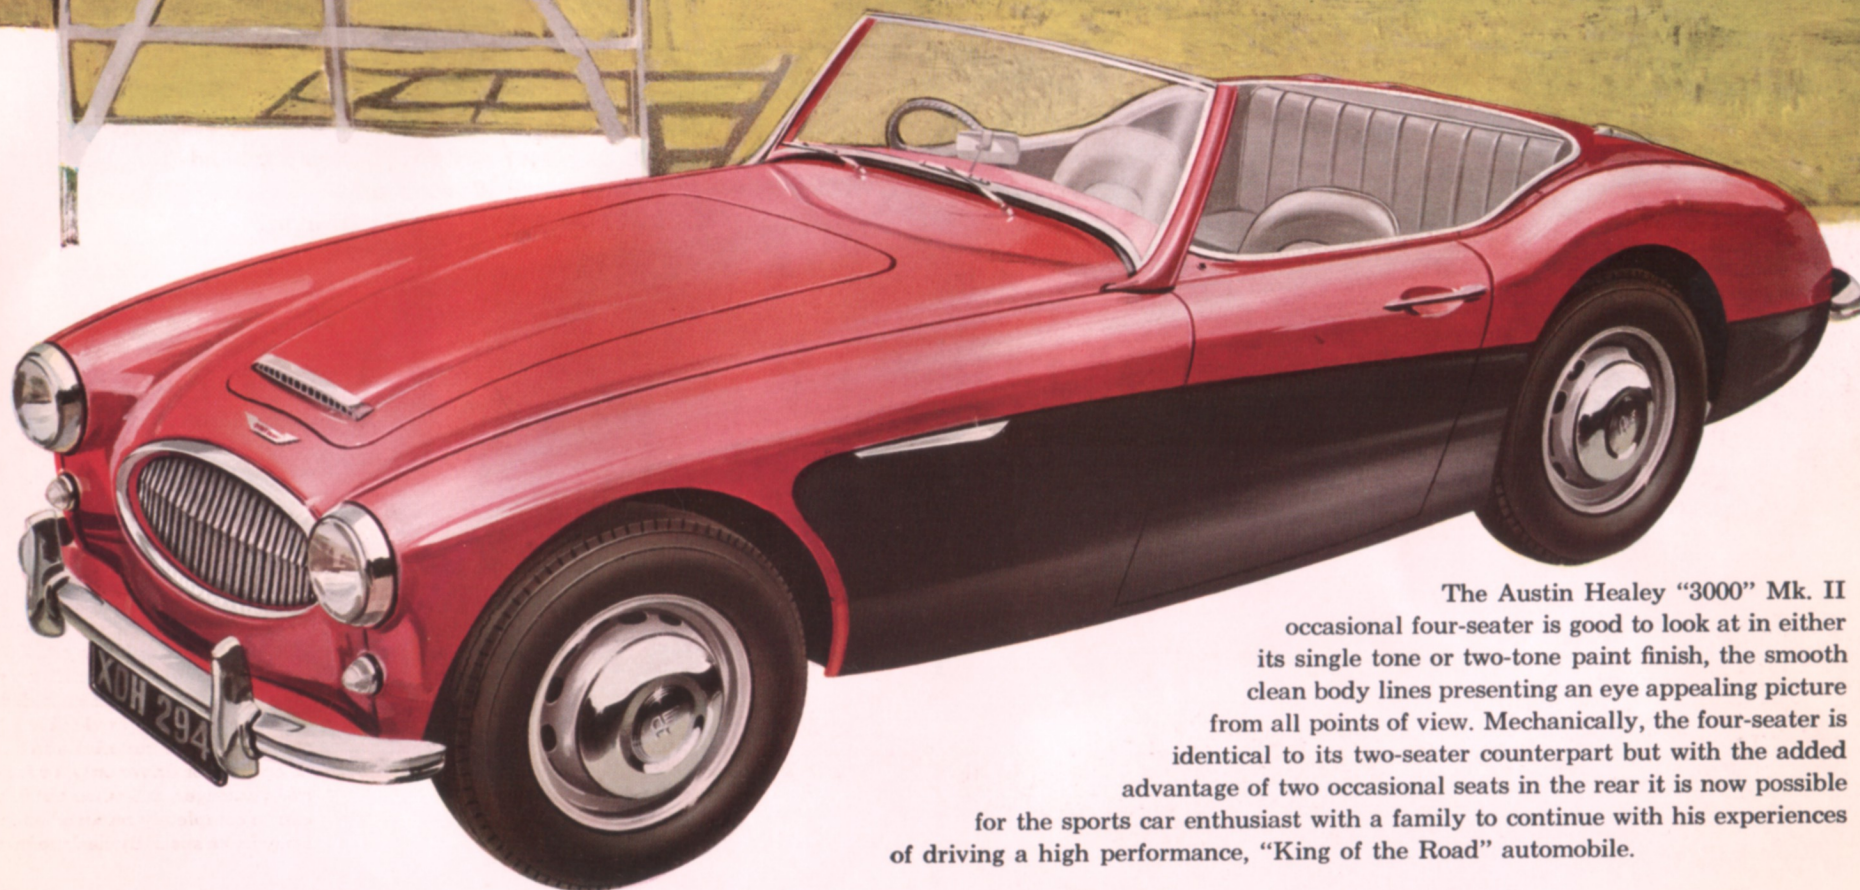 XOH 294
The Austin Healey “3000” Mk. II
occasional four-seater is good to look at in either
its single tone or two-tone paint finish, the smooth
clean body lines presenting an eye appealing picture
from all points of view. Mechanically, the four-seater is
identical to its two-seater counterpart but with the added
advantage of two occasional seats in the rear it is now possible
for the sports car enthusiast with a family to continue with his experiences
of driving a high performance, “King of the Road” automobile.